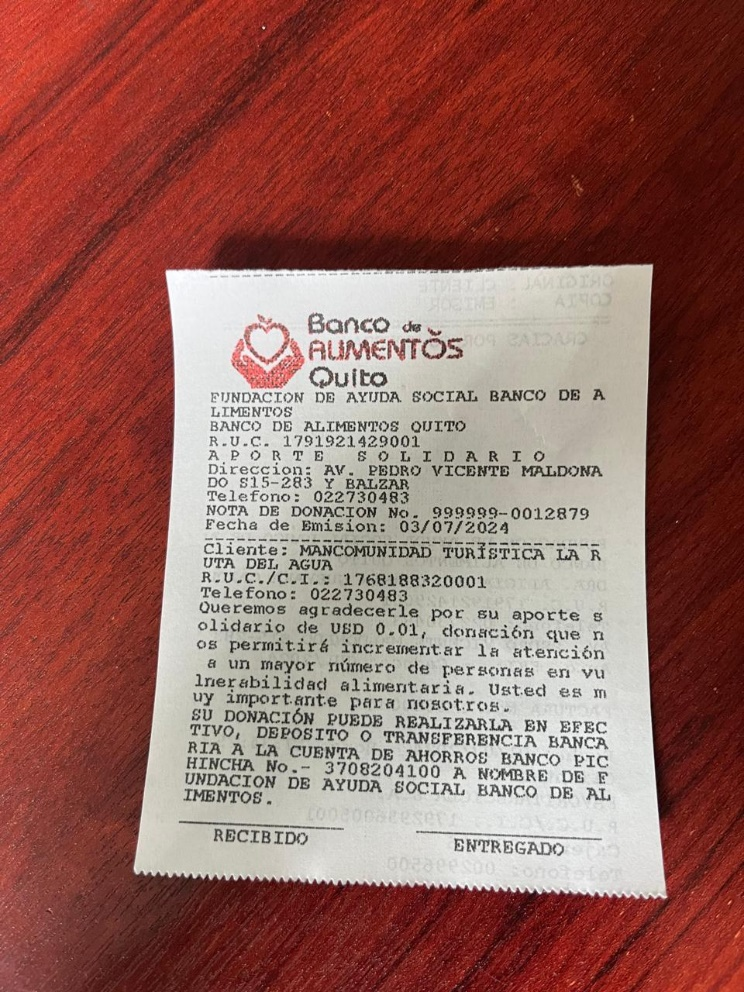 Banco de
ALIMENTOS
Quito
FUNDACION DE AYUDA SOCIAL BANCO DE A
LIMENTOS
BANCO DE ALIMENTOS QUITO
R.U.C. 1791921429001
A P O R T E   S O L I D A R I O
Direccion: AV. PEDRO VICENTE MALDONA
DO S15-283 Y BALZAR
Telefono: 022730483
NOTA DE DONACION No. 999999-0012879
Fecha de Emision: 03/07/2024
Cliente: MANCOMUNIDAD TURÍSTICA LA R
UTA DEL AGUA
R.U.C./C.I.: 1768188320001
Telefono: 022730483
Queremos agradecerle por su aporte s
olidario de USD 0.01, donación que n
os permitirá incrementar la atención
a un mayor número de personas en vu
lnerabilidad alimentaria. Usted es m
uy importante para nosotros.
SU DONACIÓN PUEDE REALIZARLA EN EFEC
TIVO, DEPOSITO O TRANSFERENCIA BANCA
RIA A LA CUENTA DE AHORROS BANCO PIC
HINCHA No.- 3708204100 A NOMBRE DE F
UNDACION DE AYUDA SOCIAL BANCO DE AL
IMENTOS.
RECIBIDO ENTREGADO